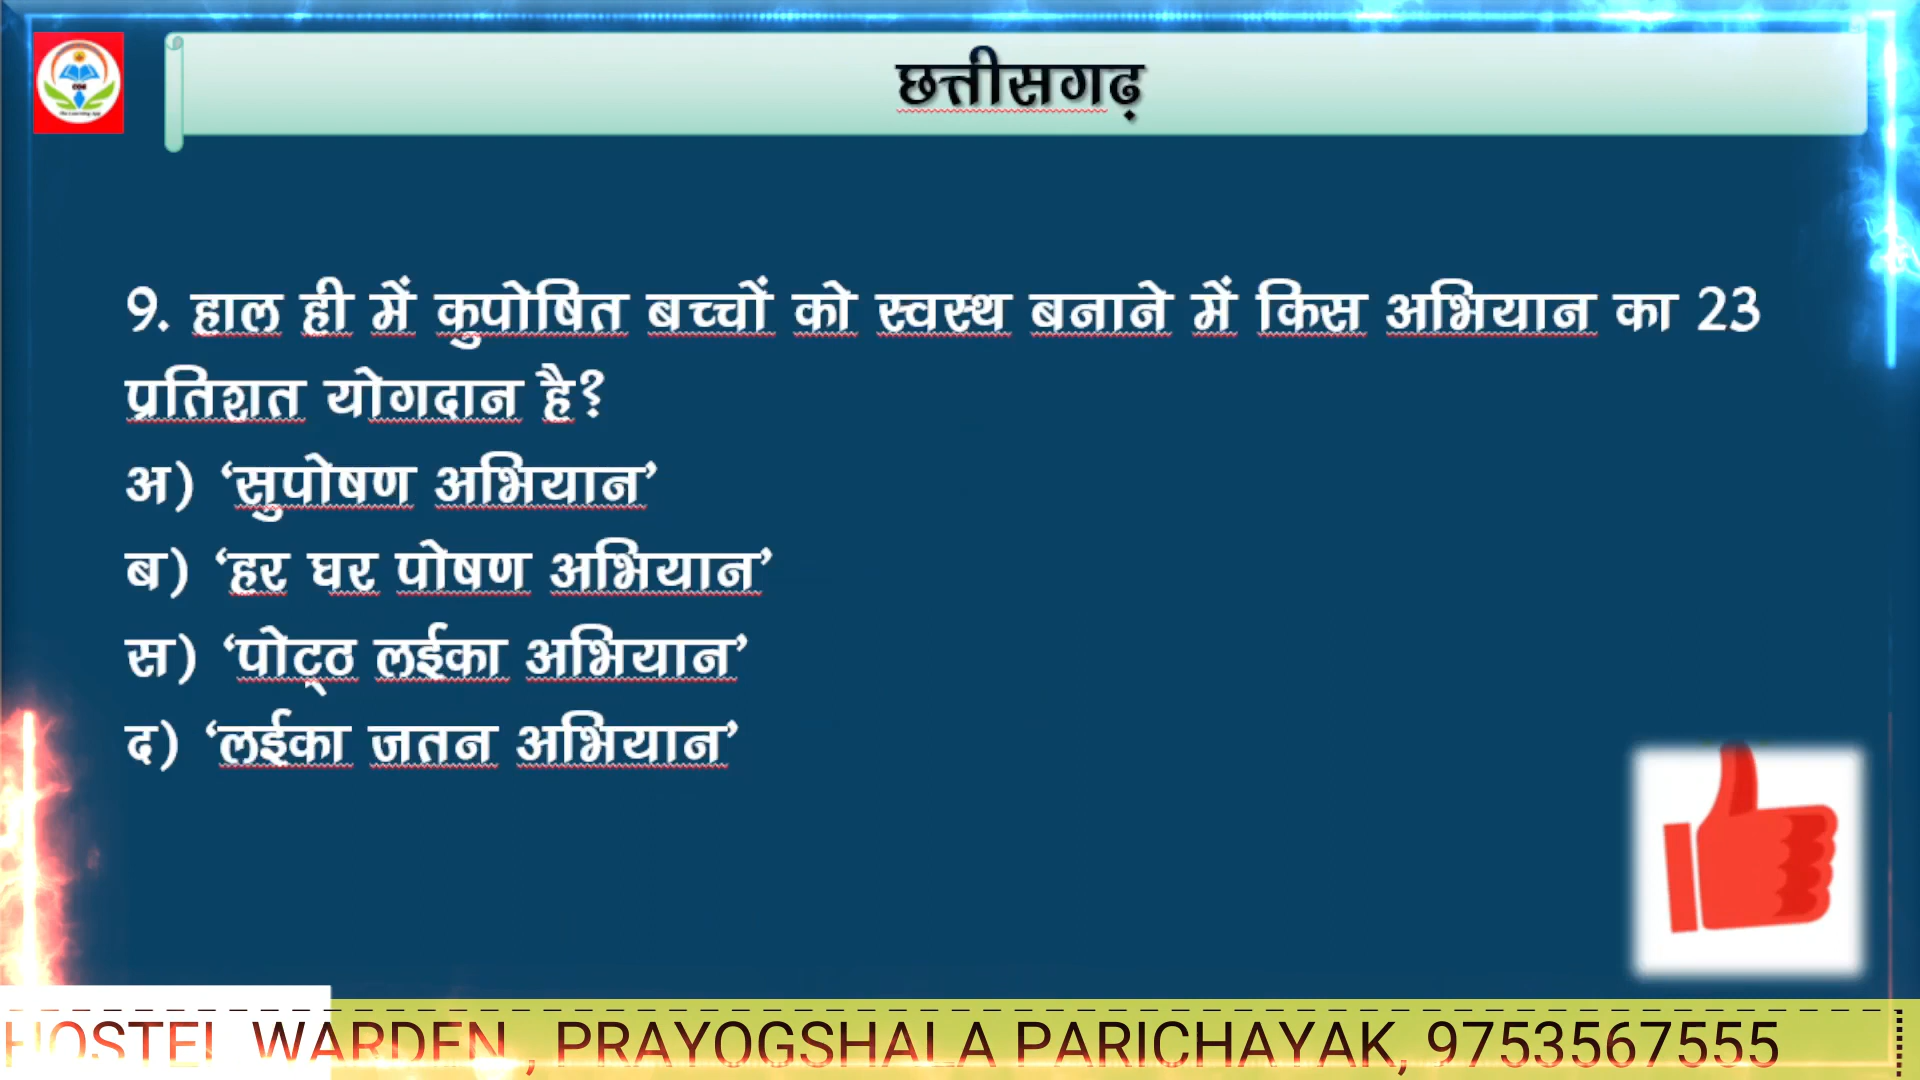 छत्तीसगढ़
9. हाल ही में कुपोषित बच्चों को स्वस्थ बनाने में किस अभियान का 23
प्रतिशत योगदान है?
अ) ‘सुपोषण अभियान’
ब) ‘हर घर पोषण अभियान’
स) ‘पोट्ठ लईका अभियान’
द) ‘लईका जतन अभियान’
HOSTEL WARDEN , PRAYOGSHALA PARICHAYAK, 9753567555